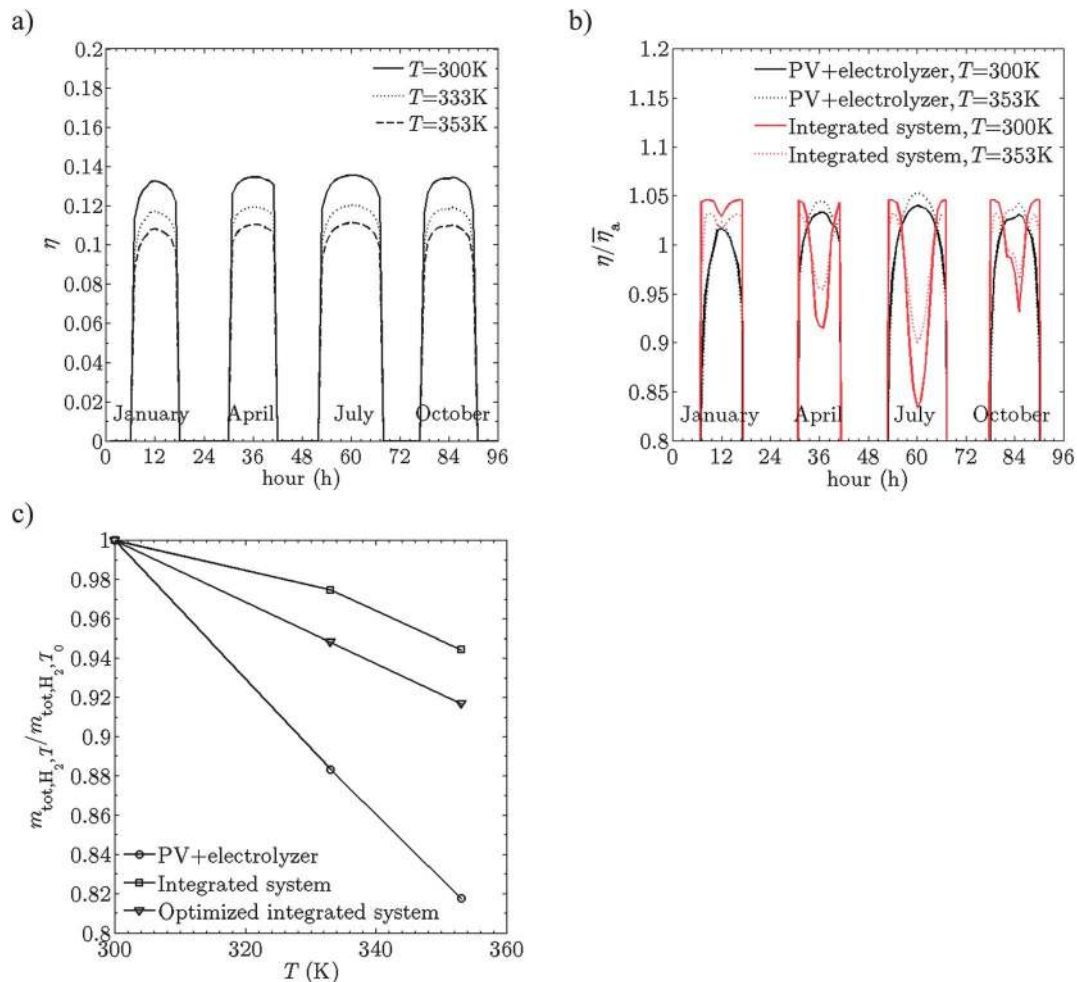 a)
0.2
0.18
0.16
0.14
0.12
0.1
0.08
0.06
0.04
0.02
0
η
T=300K
T=333K
T=353K
January
April
July
October
0 12 24 36 48 60 72 84 96
hour (h)
b)
1.2
1.15
1.1
1.05
1
0.95
0.9
0.85
0.8
η/η̅a
PV+electrolyzer, T=300K
PV+electrolyzer, T=353K
Integrated system, T=300K
Integrated system, T=353K
January
April
July
October
0 12 24 36 48 60 72 84 96
hour (h)
c)
1
0.98
0.96
0.94
0.92
0.9
0.88
0.86
0.84
0.82
0.8
m tot,H2,T/m tot,H2,T0
PV+electrolyzer
Integrated system
Optimized integrated system
300 320 340 360
T (K)